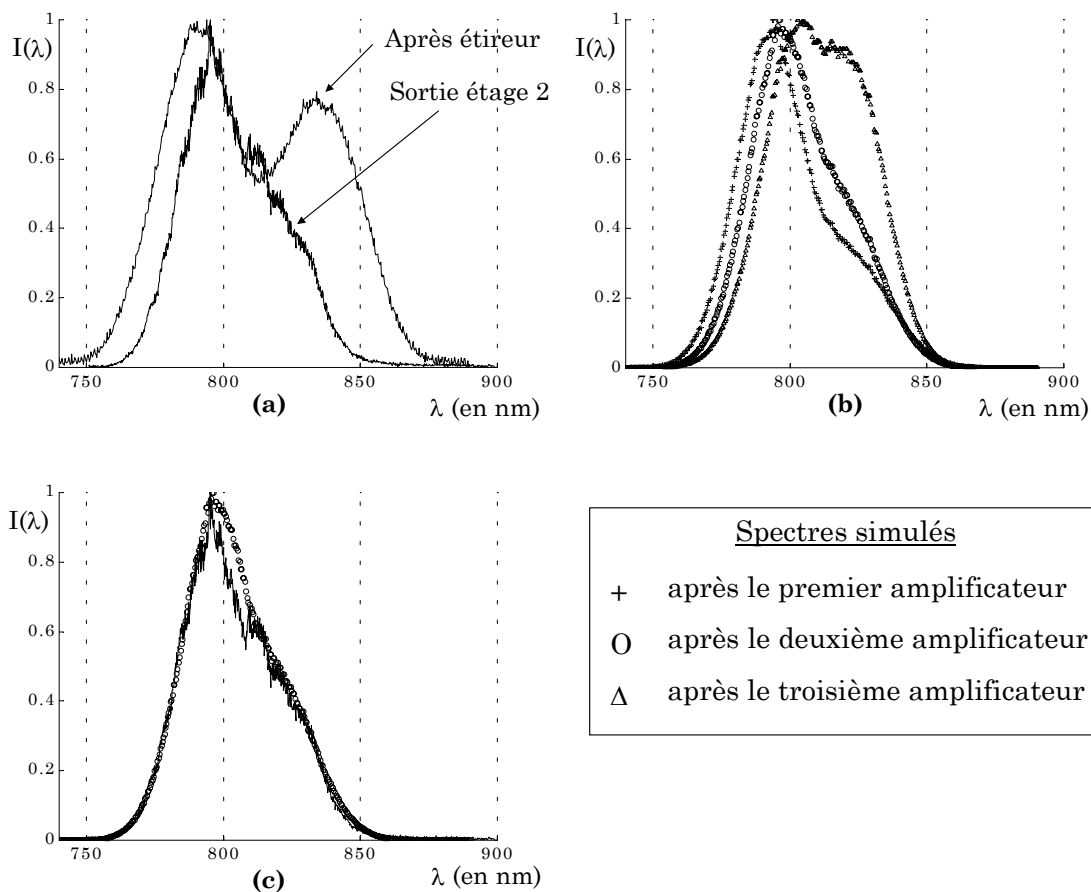 I(λ)
1
0.8
0.6
0.4
0.2
0
750
800
850
900
Après étireur
Sortie étage 2
(a)
λ (en nm)
I(λ)
1
0.8
0.6
0.4
0.2
0
750
800
850
900
(b)
λ (en nm)
I(λ)
1
0.8
0.6
0.4
0.2
0
750
800
850
900
(c)
λ (en nm)
Spectres simulés
+ après le premier amplificateur
O après le deuxième amplificateur
Δ après le troisième amplificateur